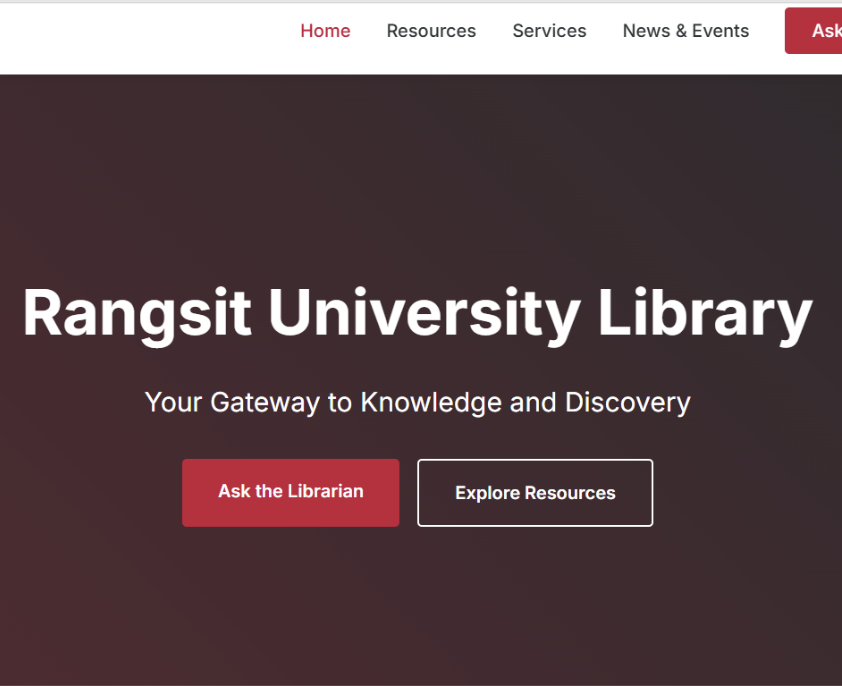 Home Resources Services News & Events Ask
Rangsit University Library
Your Gateway to Knowledge and Discovery
Ask the Librarian Explore Resources